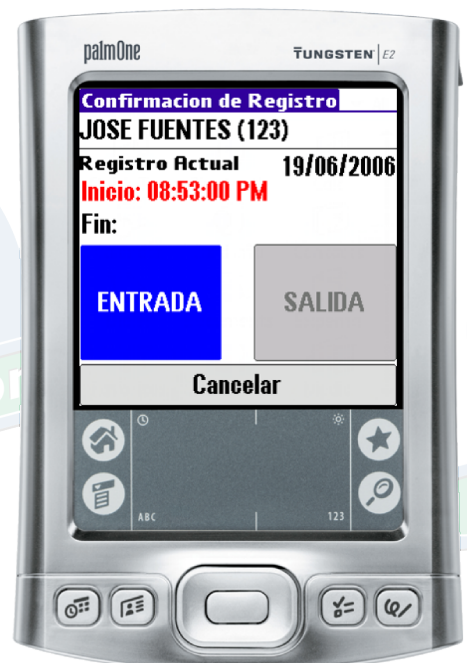 palmOne
TUNGSTEN | E2
Confirmacion de Registro
JOSE FUENTES (123)
Registro Actual 19/06/2006
Inicio: 08:53:00 PM
Fin:
ENTRADA SALIDA
Cancelar
ABC 123